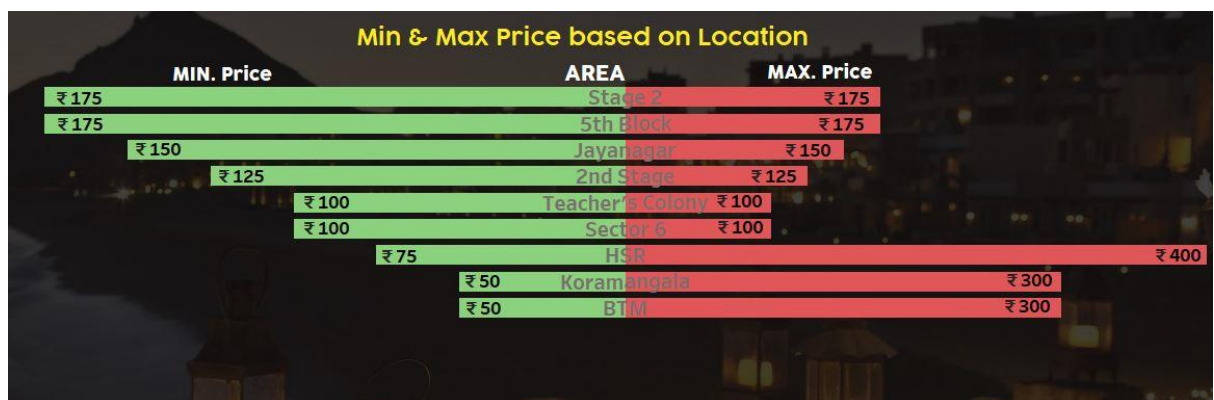 Min & Max Price based on Location
MIN. Price AREA MAX. Price
₹175 Stage 2 ₹175
₹175 5th Block ₹175
₹150 Jayanagar ₹150
₹125 2nd Stage ₹125
₹100 Teacher's Colony ₹100
₹100 Sector 6 ₹100
₹75 HSR ₹400
₹50 Koramangala ₹300
₹50 BTM ₹300